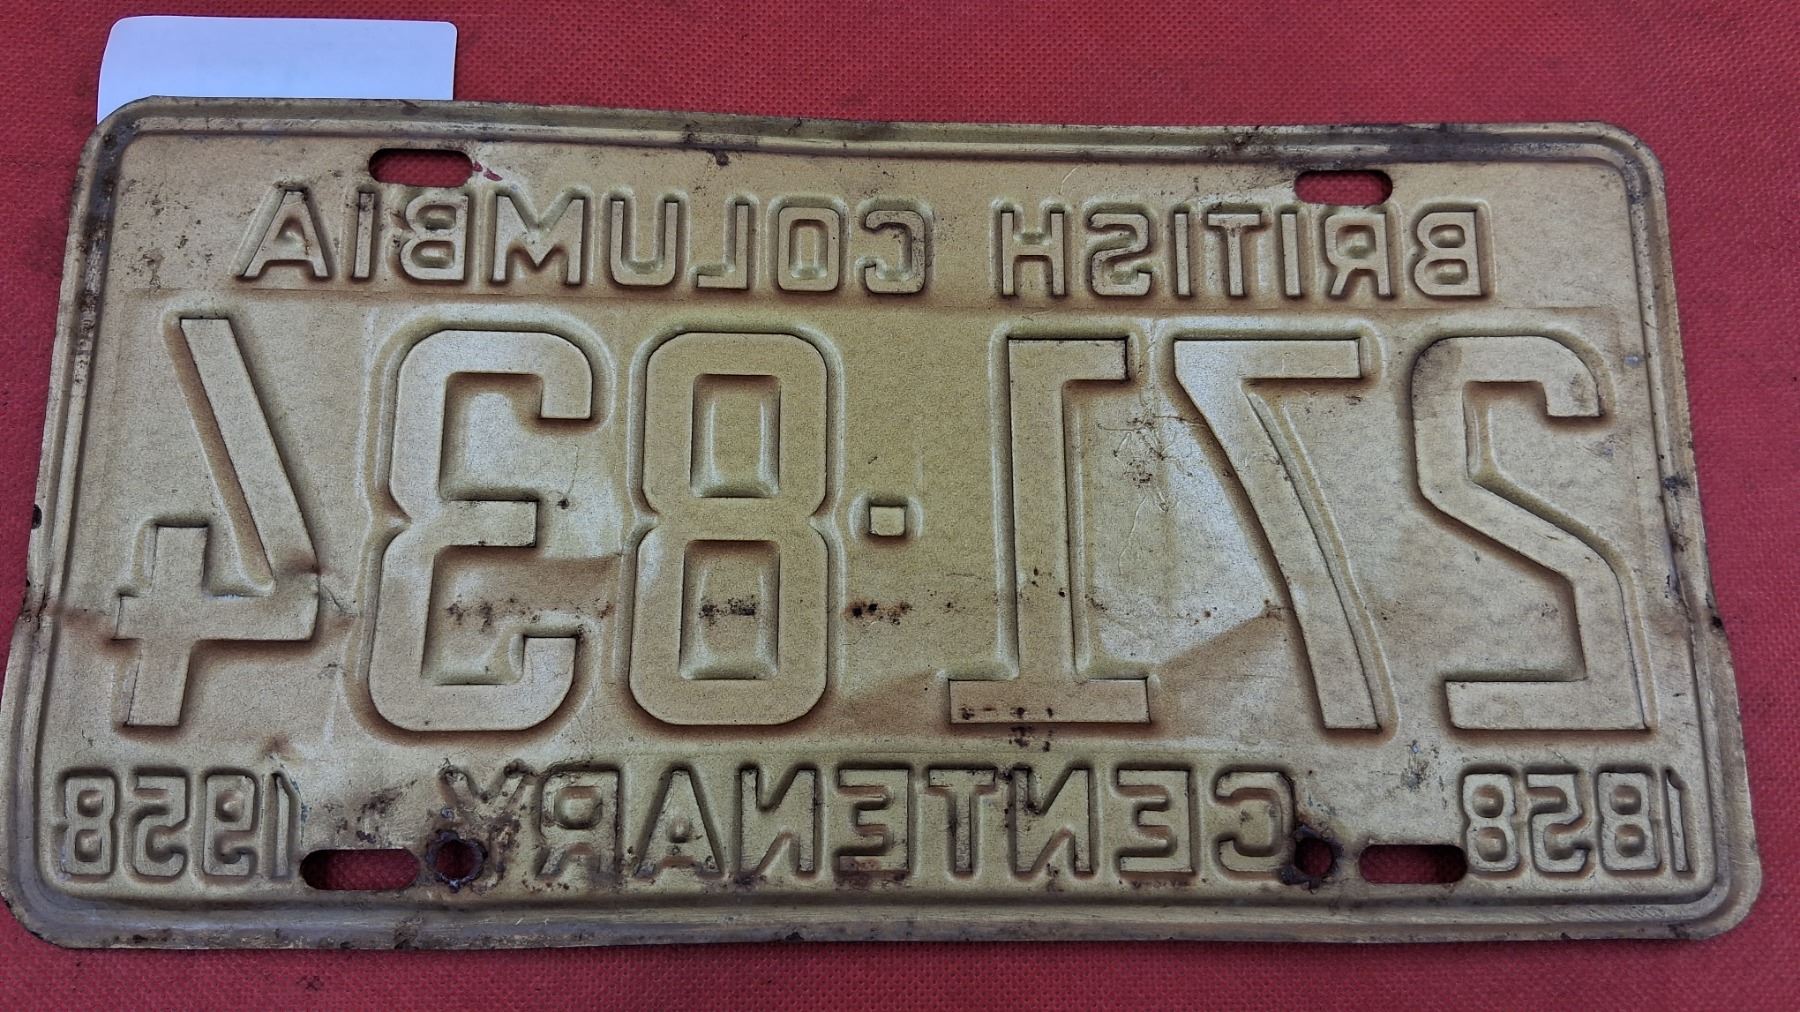 BRITISH COLUMBIA
271·834
1858 CENTENARY 1958